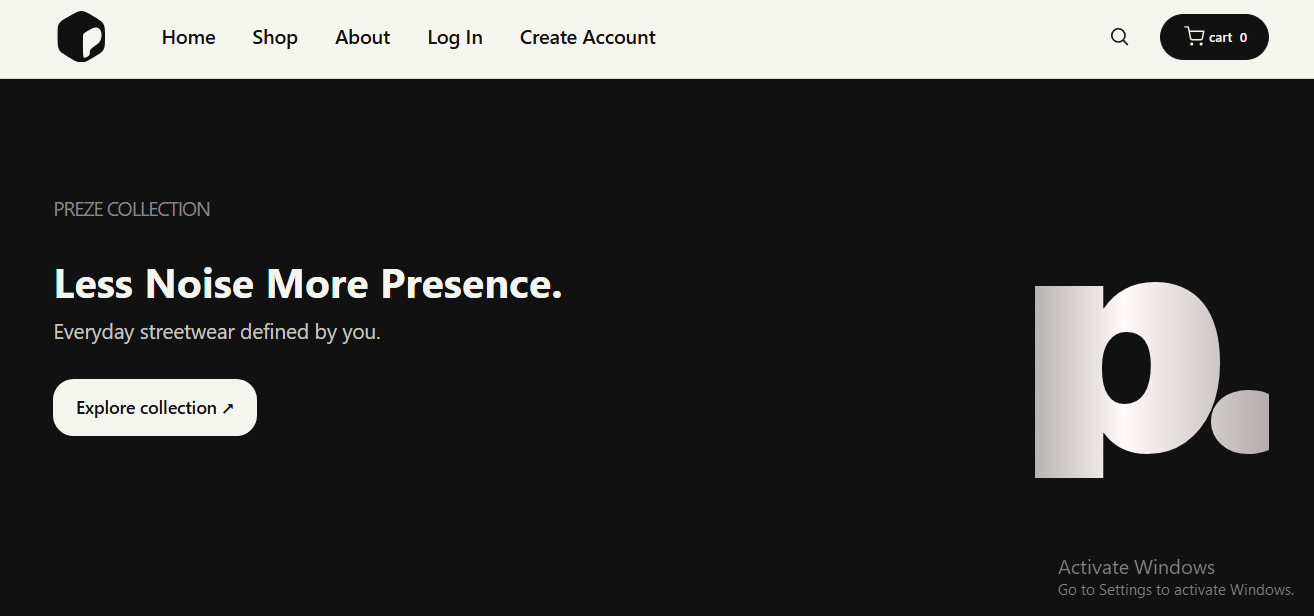 Home Shop About Log In Create Account cart 0
PREZE COLLECTION
Less Noise More Presence.
Everyday streetwear defined by you.
Explore collection ↗
p.
Activate Windows
Go to Settings to activate Windows.